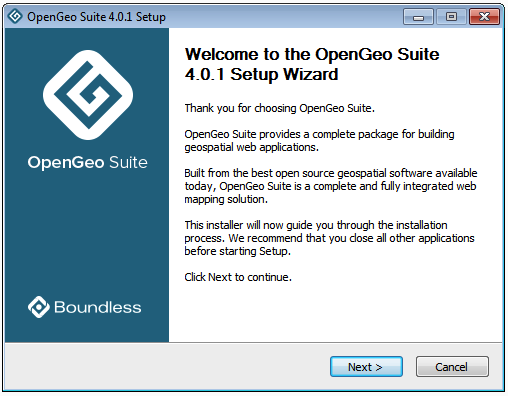 OpenGeo Suite 4.0.1 Setup
Welcome to the OpenGeo Suite
4.0.1 Setup Wizard
Thank you for choosing OpenGeo Suite.
OpenGeo Suite provides a complete package for building
geospatial web applications.
Built from the best open source geospatial software available
today, OpenGeo Suite is a complete and fully integrated web
mapping solution.
This installer will now guide you through the installation
process. We recommend that you close all other applications
before starting Setup.
Click Next to continue.
OpenGeo Suite
Boundless
Next >
Cancel